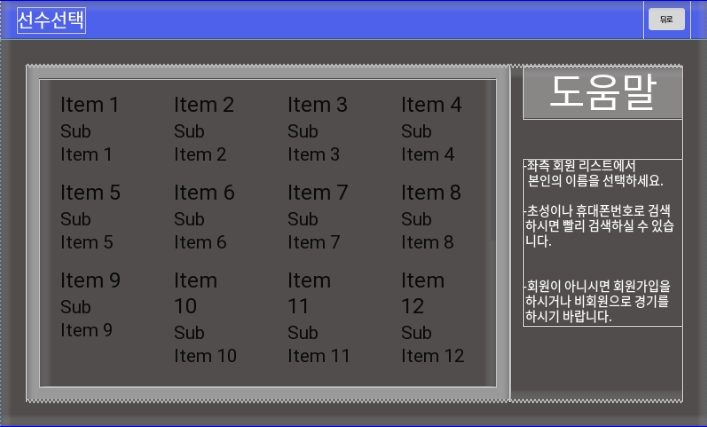 선수선택
뒤로
Item 1 Item 2 Item 3 Item 4
Sub Sub Sub Sub
Item 1 Item 2 Item 3 Item 4
Item 5 Item 6 Item 7 Item 8
Sub Sub Sub Sub
Item 5 Item 6 Item 7 Item 8
Item 9 Item Item Item
Sub 10 11 12
Item 9 Sub Sub Sub
Item 10 Item 11 Item 12
도움말
-좌측 회원 리스트에서
본인의 이름을 선택하세요.
-초성이나 휴대폰번호로 검색
하시면 빨리 검색하실 수 있습
니다.
-회원이 아니시면 회원가입을
하시거나 비회원으로 경기를
하시기 바랍니다.